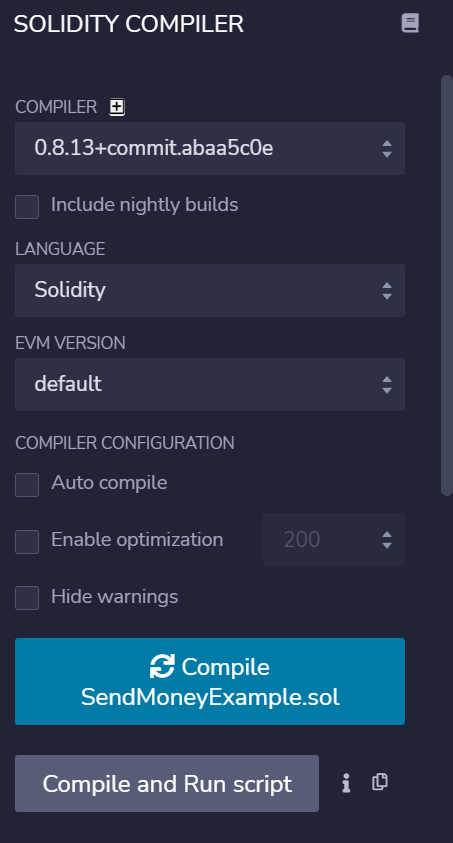 SOLIDITY COMPILER
COMPILER
0.8.13+commit.abaa5c0e
Include nightly builds
LANGUAGE
Solidity
EVM VERSION
default
COMPILER CONFIGURATION
Auto compile
Enable optimization 200
Hide warnings
Compile
SendMoneyExample.sol
Compile and Run script